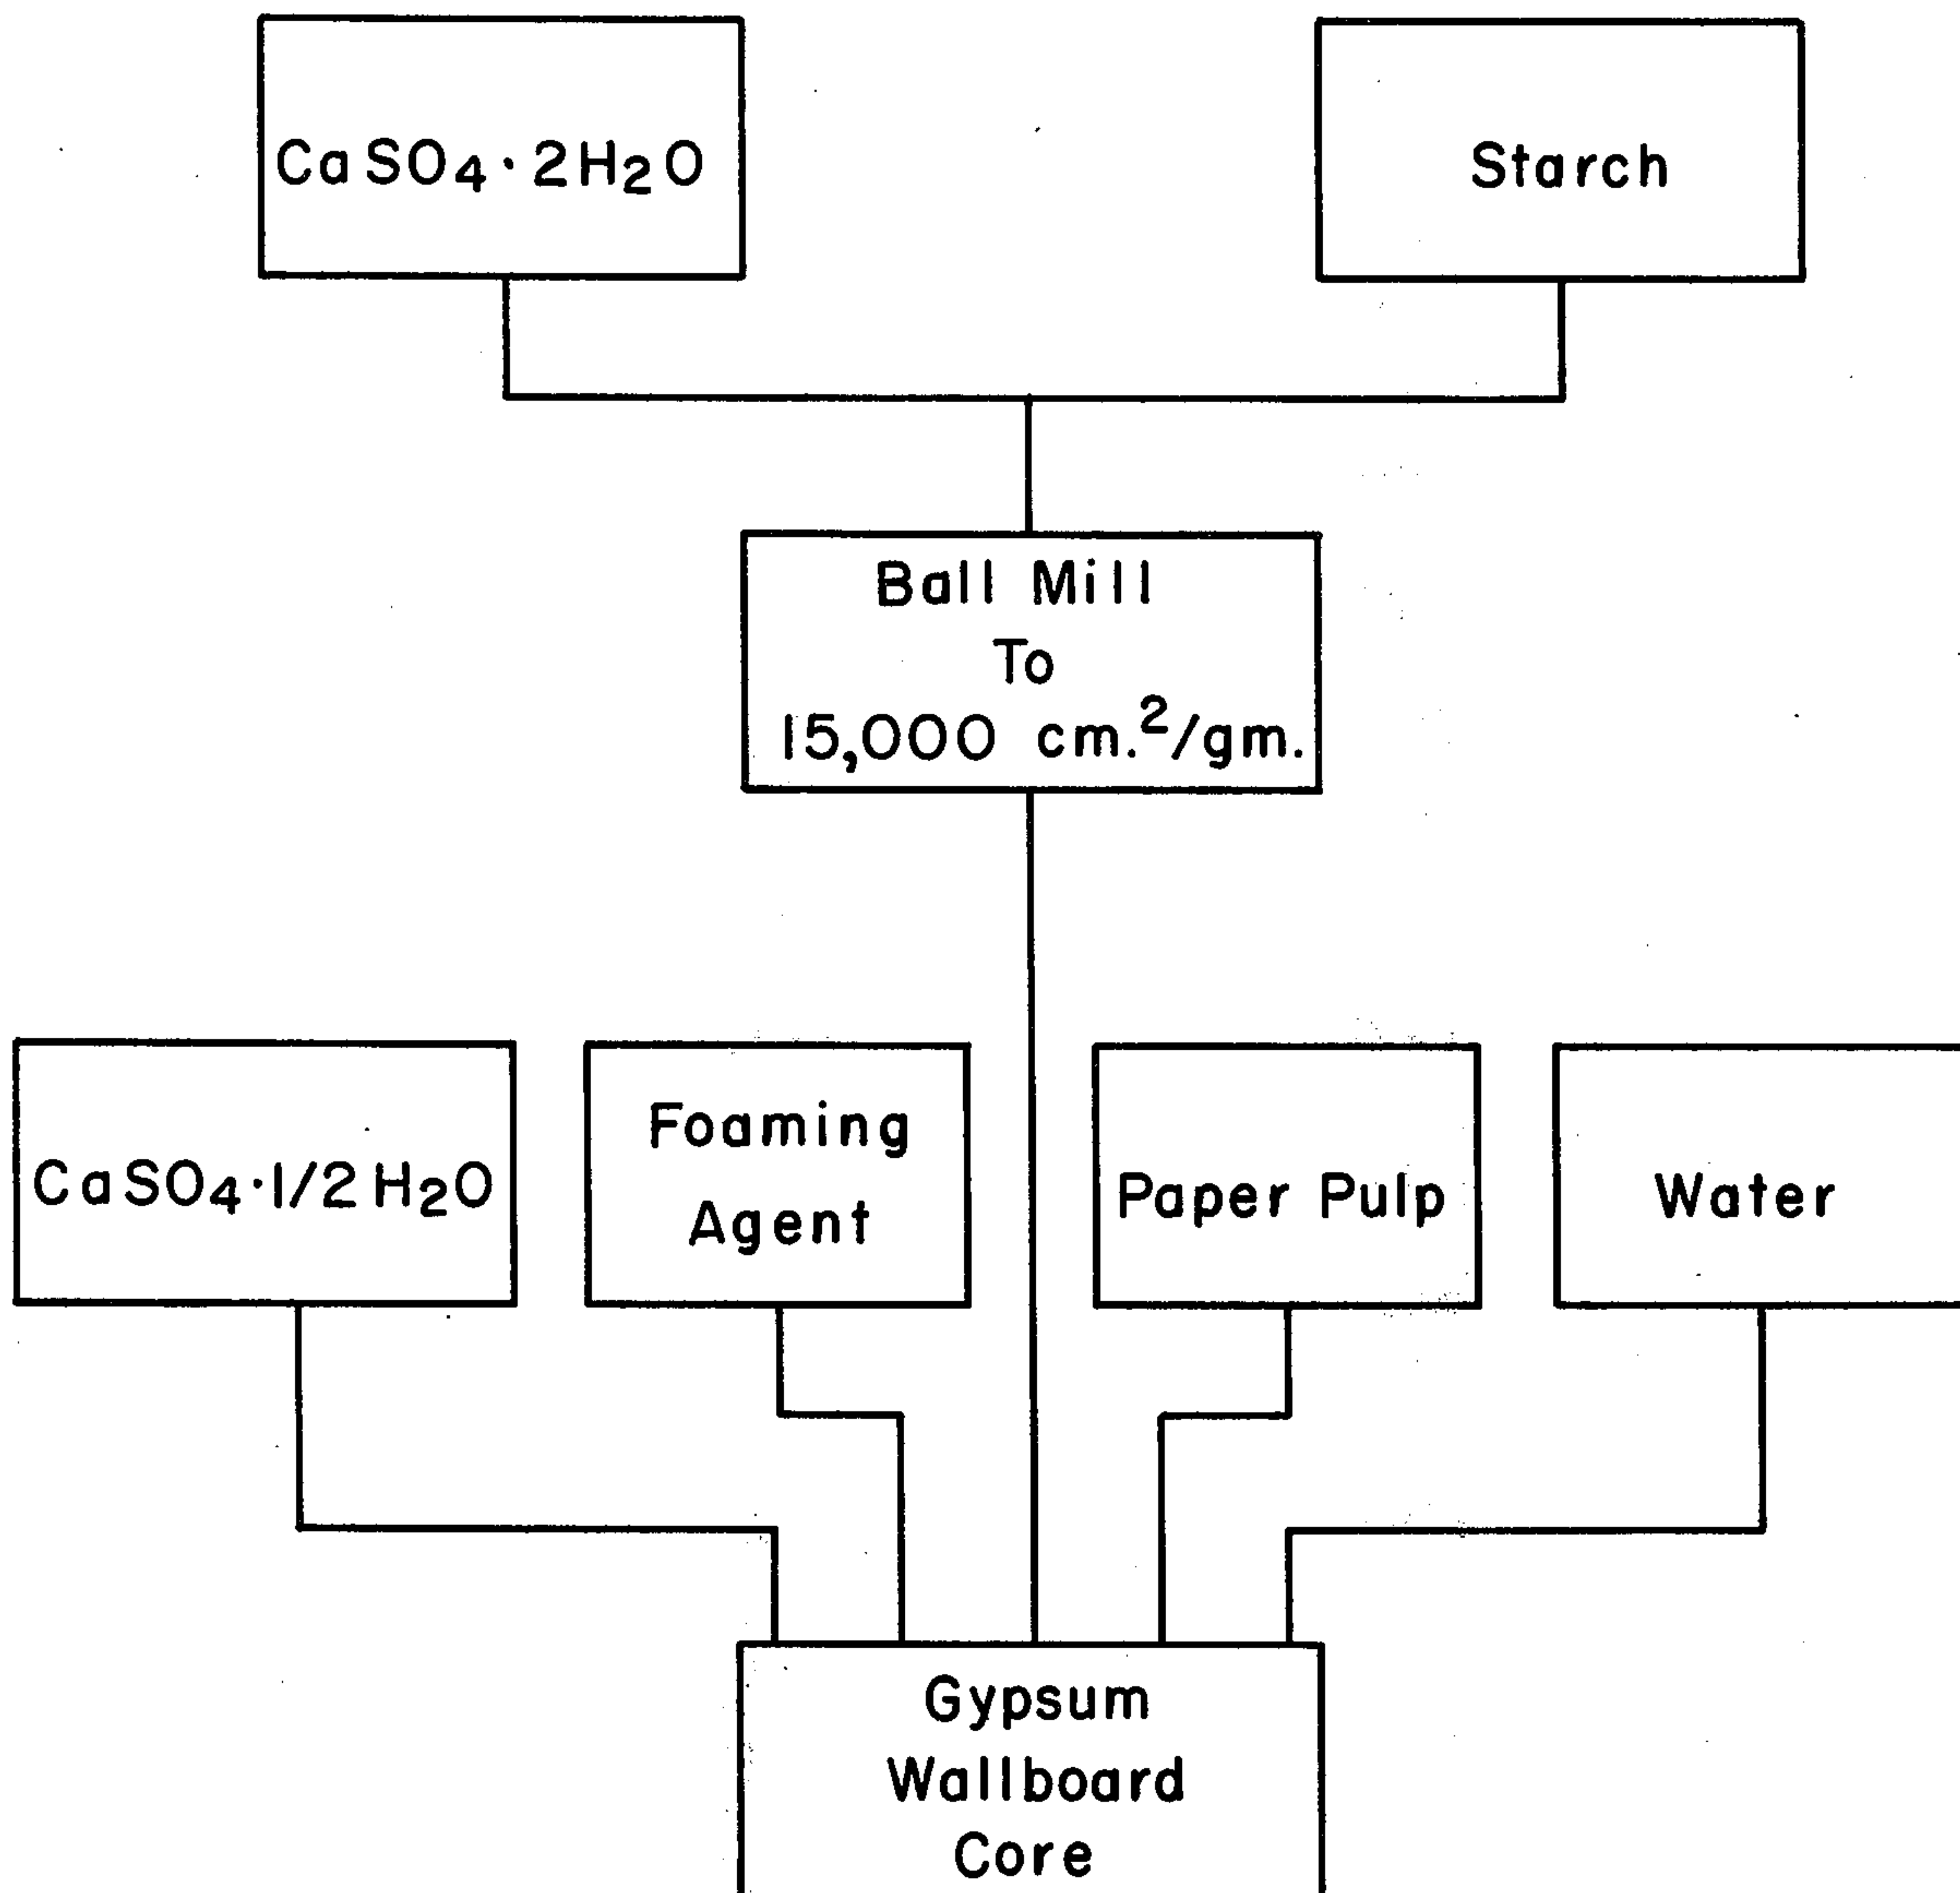 CaSO4·2H2O
Starch
Ball Mill
To
15,000 cm.²/gm.
CaSO4·1/2H2O
Foaming
Agent
Paper Pulp
Water
Gypsum
Wallboard
Core